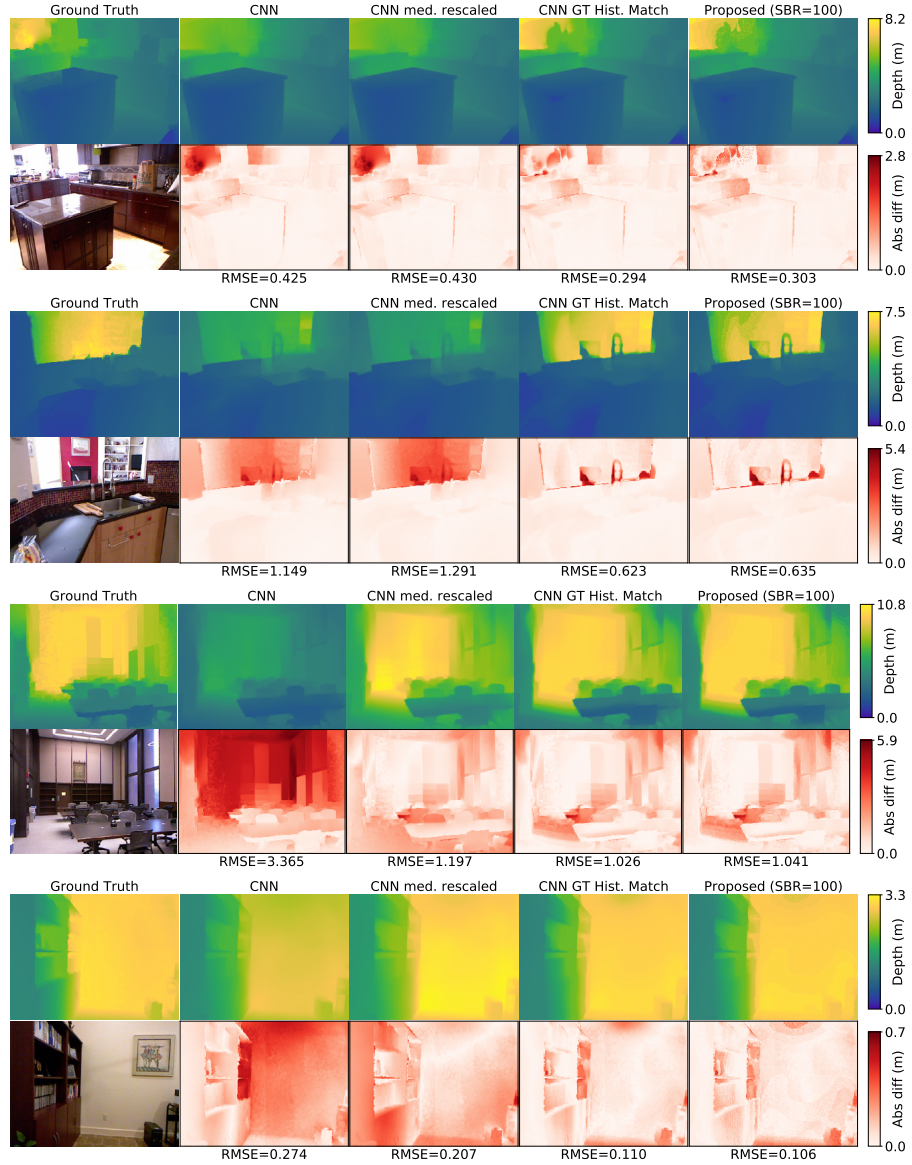 Ground Truth CNN CNN med. rescaled CNN GT Hist. Match Proposed (SBR=100)
8.2
Depth (m)
0.0
2.8
Abs diff (m)
0.0
RMSE=0.425 RMSE=0.430 RMSE=0.294 RMSE=0.303
Ground Truth CNN CNN med. rescaled CNN GT Hist. Match Proposed (SBR=100)
7.5
Depth (m)
0.0
5.4
Abs diff (m)
0.0
RMSE=1.149 RMSE=1.291 RMSE=0.623 RMSE=0.635
Ground Truth CNN CNN med. rescaled CNN GT Hist. Match Proposed (SBR=100)
10.8
Depth (m)
0.0
5.9
Abs diff (m)
0.0
RMSE=3.365 RMSE=1.197 RMSE=1.026 RMSE=1.041
Ground Truth CNN CNN med. rescaled CNN GT Hist. Match Proposed (SBR=100)
3.3
Depth (m)
0.0
0.7
Abs diff (m)
0.0
RMSE=0.274 RMSE=0.207 RMSE=0.110 RMSE=0.106